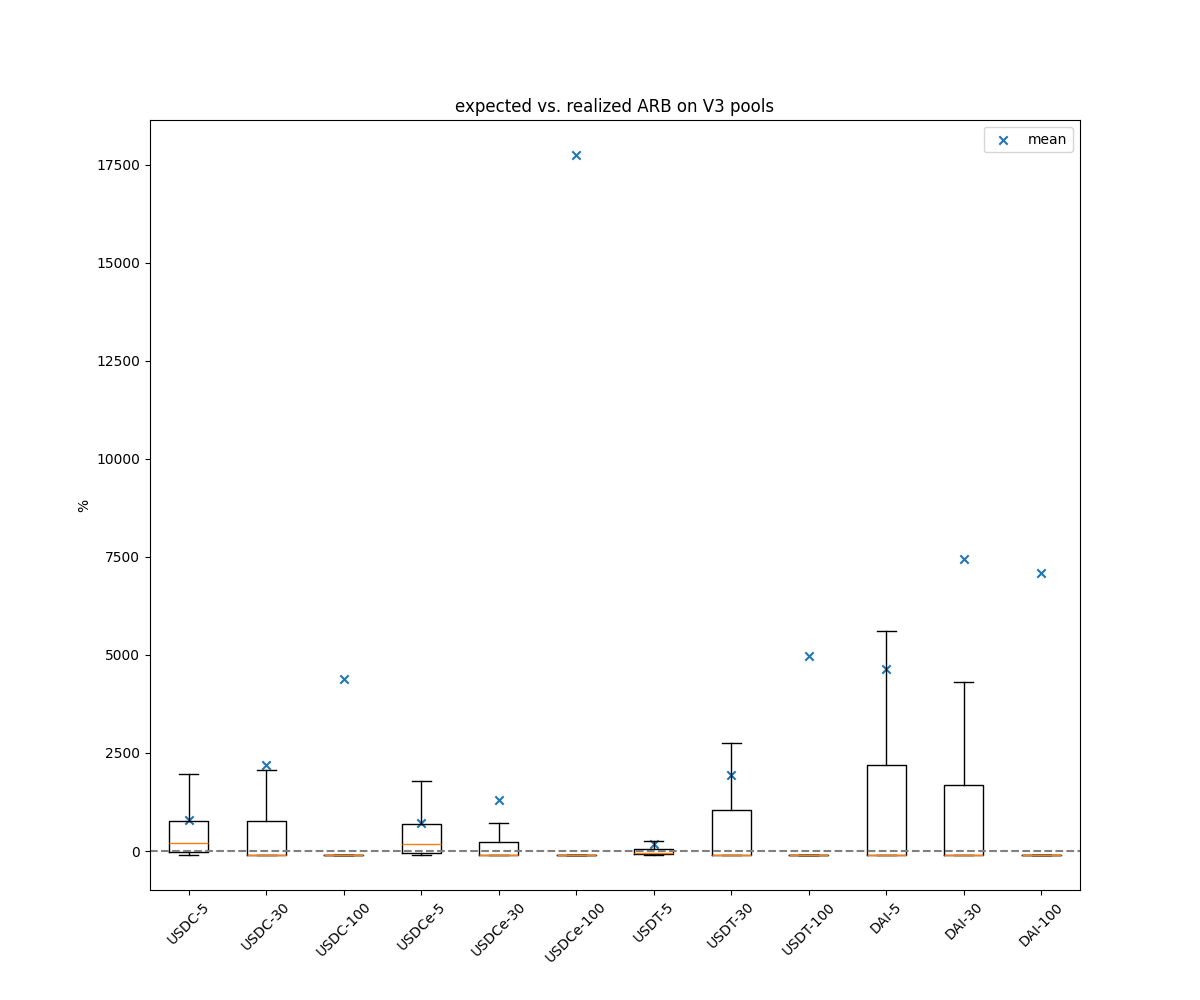 expected vs. realized ARB on V3 pools
mean
17500
15000
12500
10000
7500
5000
2500
0
%
USDC-5
USDC-30
USDC-100
USDCe-5
USDCe-30
USDCe-100
USDT-5
USDT-30
USDT-100
DAI-5
DAI-30
DAI-100